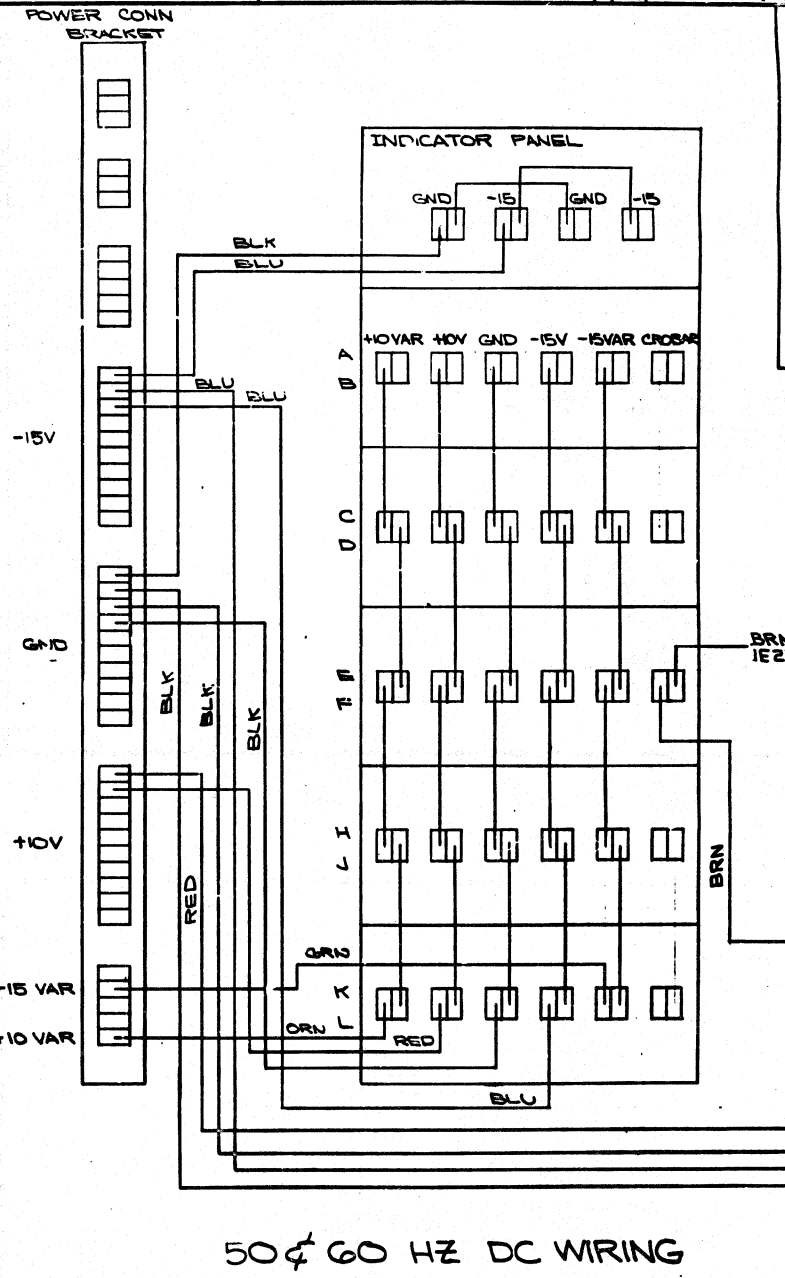 POWER CONN
BRACKET
INDICATOR PANEL
GND -15 GND -15
BLK
BLU
+10VAR +10V GND -15V -15VAR CROBAR
A
B
BLU
BLU
-15V
C
D
GND
BRN
1E2
E
F
BLK
BLK
BLK
+10V
H
J
RED
BRN
GRN
-15 VAR
K
L
ORN
+10 VAR
RED
BLU
50 & 60 HZ DC WIRING